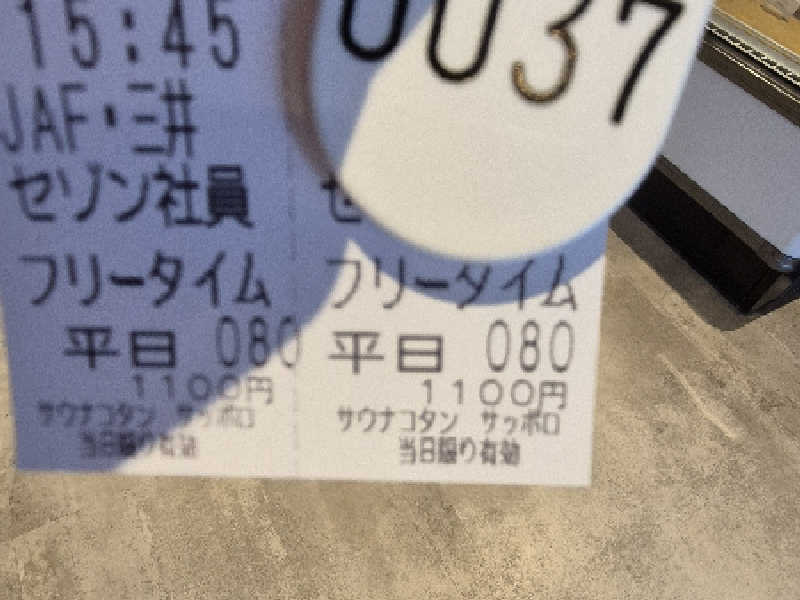 0037
15:45
JAF・三井
セゾン社員
セ
フリータイム
フリータイム
平日 080
平日 080
1100円
1100円
サウナコタン サッポロ
サウナコタン サッポロ
当日限り有効
当日限り有効